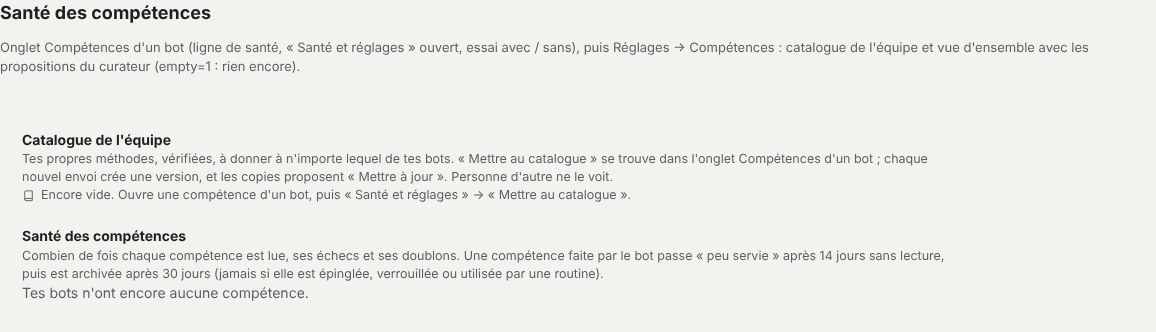 Santé des compétences
Onglet Compétences d'un bot (ligne de santé, « Santé et réglages » ouvert, essai avec / sans), puis Réglages → Compétences : catalogue de l'équipe et vue d'ensemble avec les
propositions du curateur (empty=1 : rien encore).
Catalogue de l'équipe
Tes propres méthodes, vérifiées, à donner à n'importe lequel de tes bots. « Mettre au catalogue » se trouve dans l'onglet Compétences d'un bot ; chaque
nouvel envoi crée une version, et les copies proposent « Mettre à jour ». Personne d'autre ne le voit.
Encore vide. Ouvre une compétence d'un bot, puis « Santé et réglages » → « Mettre au catalogue ».
Santé des compétences
Combien de fois chaque compétence est lue, ses échecs et ses doublons. Une compétence faite par le bot passe « peu servie » après 14 jours sans lecture,
puis est archivée après 30 jours (jamais si elle est épinglée, verrouillée ou utilisée par une routine).
Tes bots n'ont encore aucune compétence.